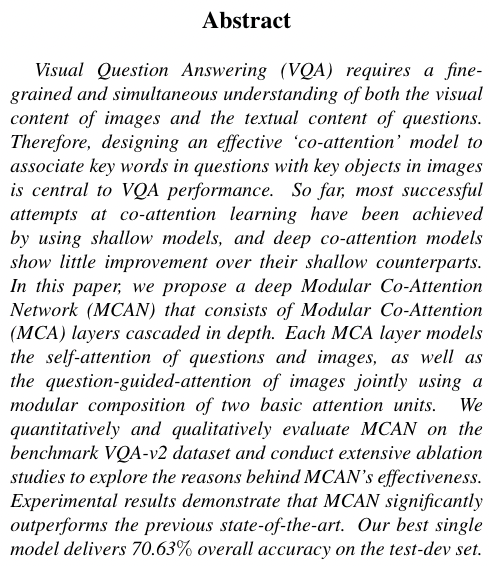 Abstract
Visual Question Answering (VQA) requires a fine-
grained and simultaneous understanding of both the visual
content of images and the textual content of questions.
Therefore, designing an effective ‘co-attention’ model to
associate key words in questions with key objects in images
is central to VQA performance. So far, most successful
attempts at co-attention learning have been achieved
by using shallow models, and deep co-attention models
show little improvement over their shallow counterparts.
In this paper, we propose a deep Modular Co-Attention
Network (MCAN) that consists of Modular Co-Attention
(MCA) layers cascaded in depth. Each MCA layer models
the self-attention of questions and images, as well as
the question-guided-attention of images jointly using a
modular composition of two basic attention units. We
quantitatively and qualitatively evaluate MCAN on the
benchmark VQA-v2 dataset and conduct extensive ablation
studies to explore the reasons behind MCAN’s effectiveness.
Experimental results demonstrate that MCAN significantly
outperforms the previous state-of-the-art. Our best single
model delivers 70.63% overall accuracy on the test-dev set.